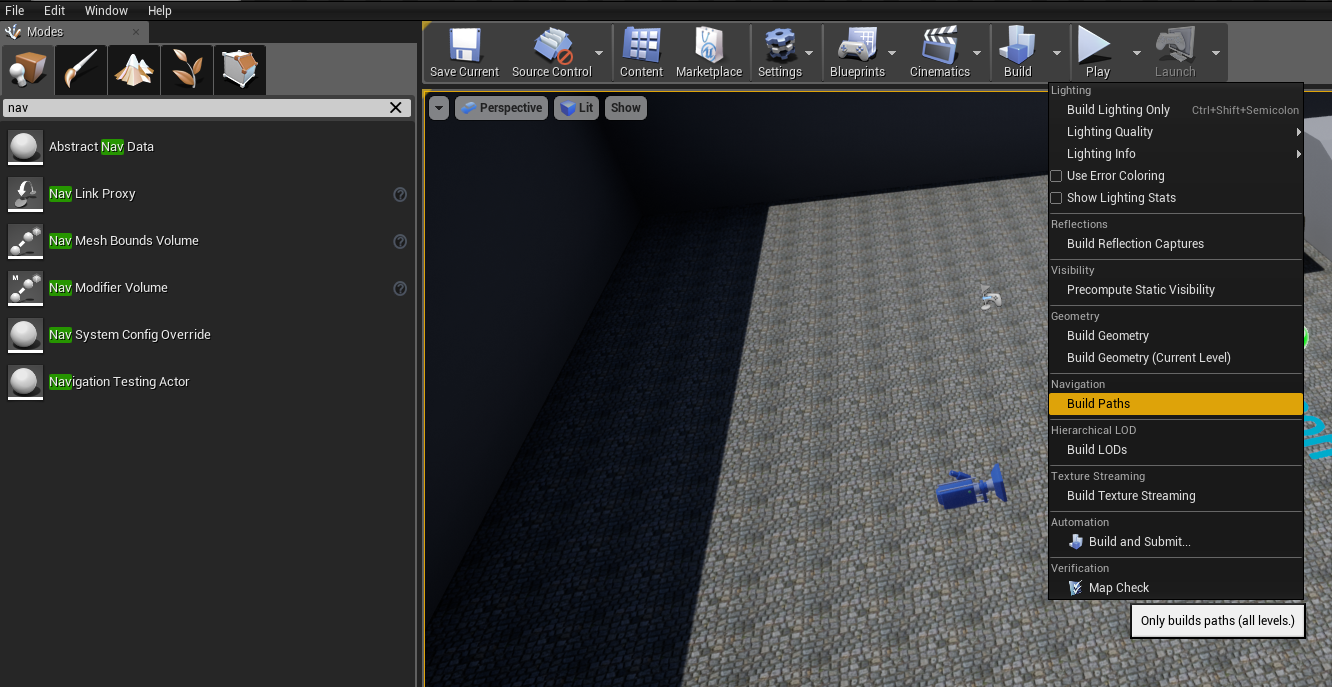 File Edit Window Help
Modes
nav
Abstract Nav Data
Nav Link Proxy
Nav Mesh Bounds Volume
M
Nav Modifier Volume
Nav System Config Override
Navigation Testing Actor
Save Current Source Control Content Marketplace Settings Blueprints Cinematics Build Play Launch
Perspective Lit Show
Lighting
Build Lighting Only Ctrl+Shift+Semicolon
Lighting Quality
Lighting Info
Use Error Coloring
Show Lighting Stats
Reflections
Build Reflection Captures
Visibility
Precompute Static Visibility
Geometry
Build Geometry
Build Geometry (Current Level)
Navigation
Build Paths
Hierarchical LOD
Build LODs
Texture Streaming
Build Texture Streaming
Automation
Build and Submit...
Verification
Map Check
Only builds paths (all levels.)